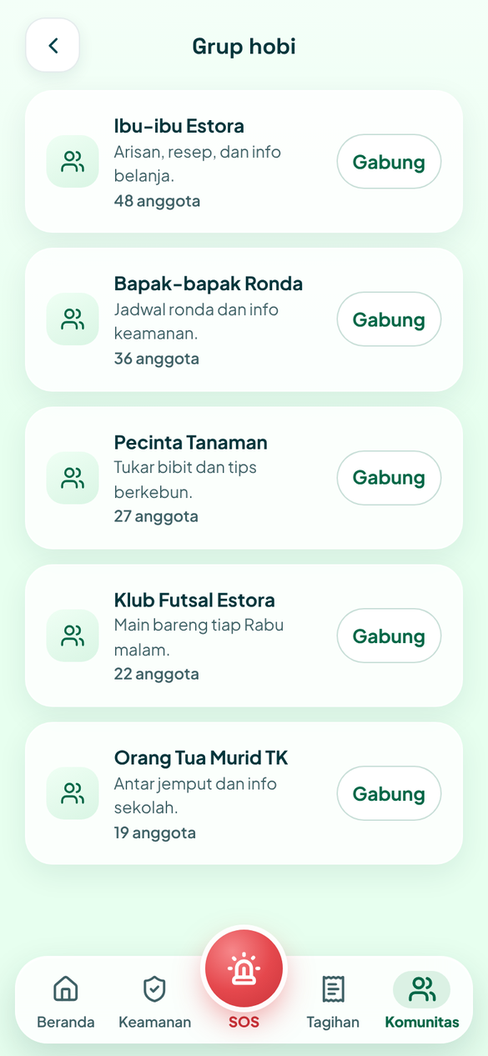 Grup hobi
Ibu-ibu Estora
Arisan, resep, dan info
belanja.
48 anggota
Gabung
Bapak-bapak Ronda
Jadwal ronda dan info
keamanan.
36 anggota
Gabung
Pecinta Tanaman
Tukar bibit dan tips
berkebun.
27 anggota
Gabung
Klub Futsal Estora
Main bareng tiap Rabu
malam.
22 anggota
Gabung
Orang Tua Murid TK
Antar jemput dan info
sekolah.
19 anggota
Gabung
Beranda
Keamanan
SOS
Tagihan
Komunitas